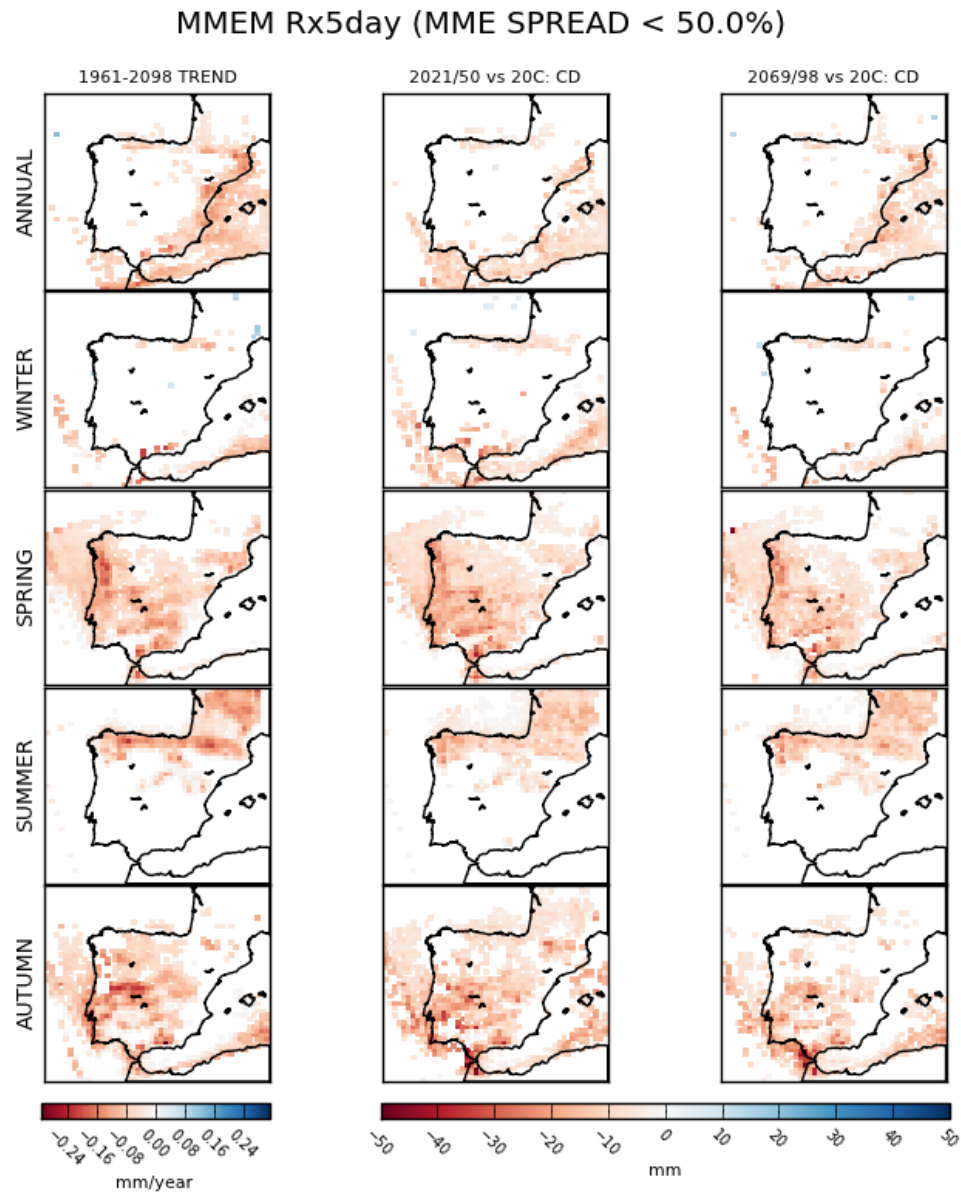 MMEM Rx5day (MME SPREAD < 50.0%)
1961-2098 TREND
2021/50 vs 20C: CD
2069/98 vs 20C: CD
ANNUAL
WINTER
SPRING
SUMMER
AUTUMN
−0.24 −0.16 −0.08 0.00 0.08 0.16 0.24
mm/year
−50 −40 −30 −20 −10 0 10 20 30 40 50
mm